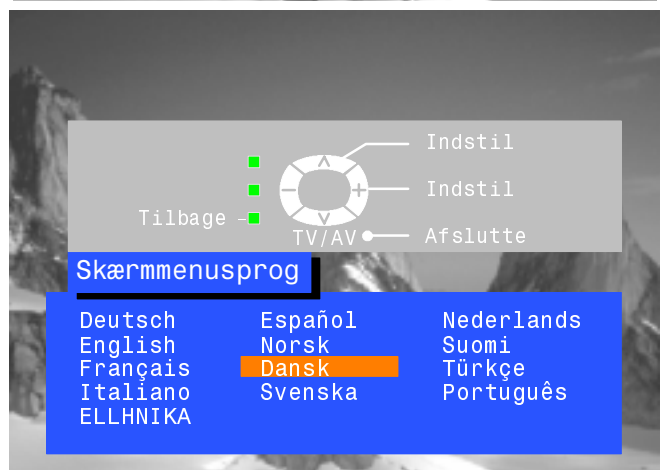 Indstil
Indstil
Tilbage
TV/AV Afslutte
Skærmmenusprog
Deutsch Español Nederlands
English Norsk Suomi
Français Dansk Türkçe
Italiano Svenska Português
ELLHNIKA